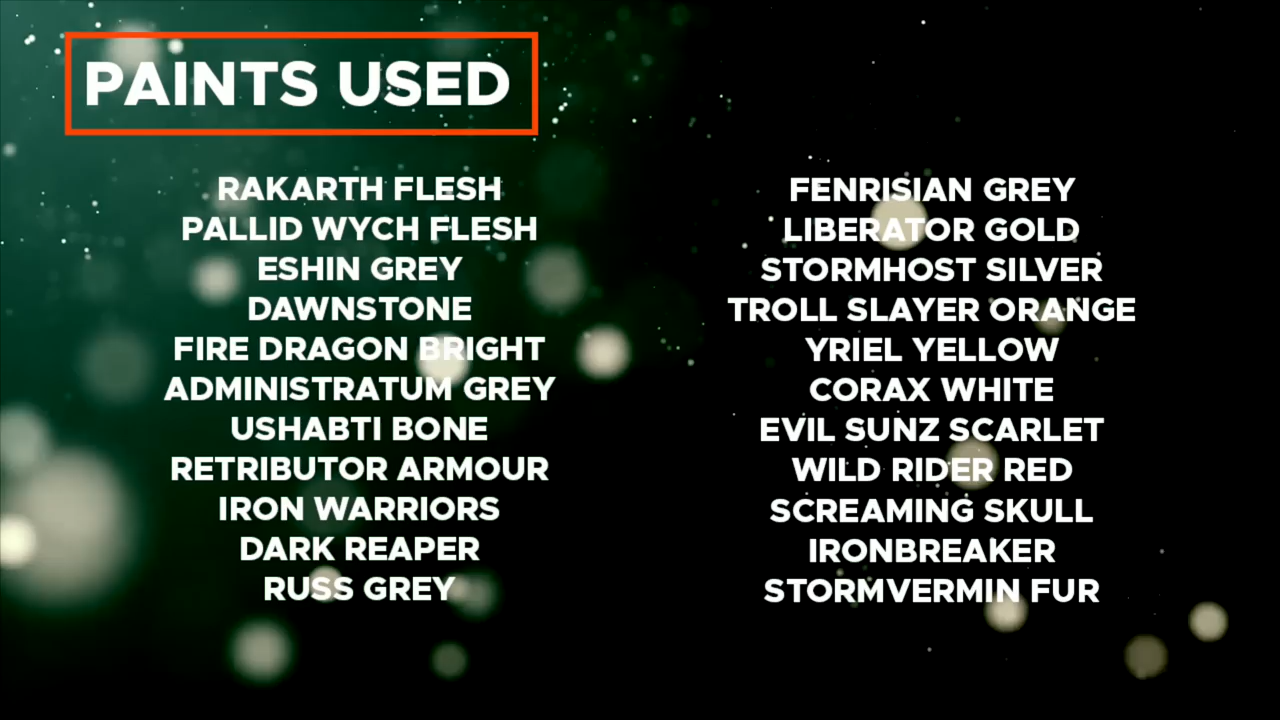 PAINTS USED
RAKARTH FLESH
PALLID WYCH FLESH
ESHIN GREY
DAWNSTONE
FIRE DRAGON BRIGHT
ADMINISTRATUM GREY
USHABTI BONE
RETRIBUTOR ARMOUR
IRON WARRIORS
DARK REAPER
RUSS GREY
FENRISIAN GREY
LIBERATOR GOLD
STORMHOST SILVER
TROLL SLAYER ORANGE
YRIEL YELLOW
CORAX WHITE
EVIL SUNZ SCARLET
WILD RIDER RED
SCREAMING SKULL
IRONBREAKER
STORMVERMIN FUR